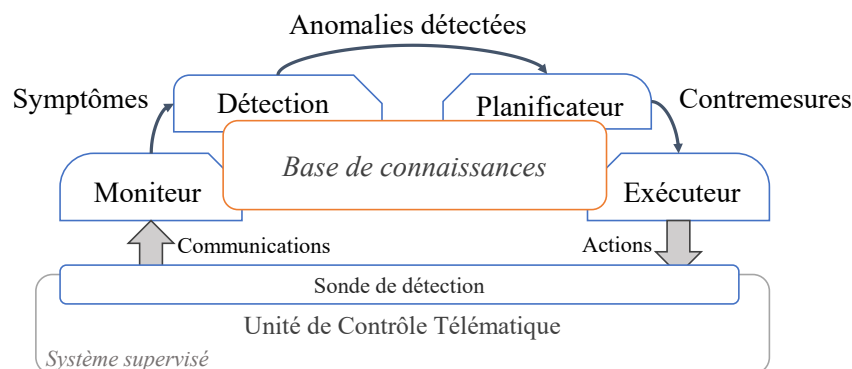 Anomalies détectées
Symptômes
Détection
Planificateur
Contremesures
Base de connaissances
Moniteur
Exécuteur
Communications
Actions
Sonde de détection
Unité de Contrôle Télématique
Système supervisé